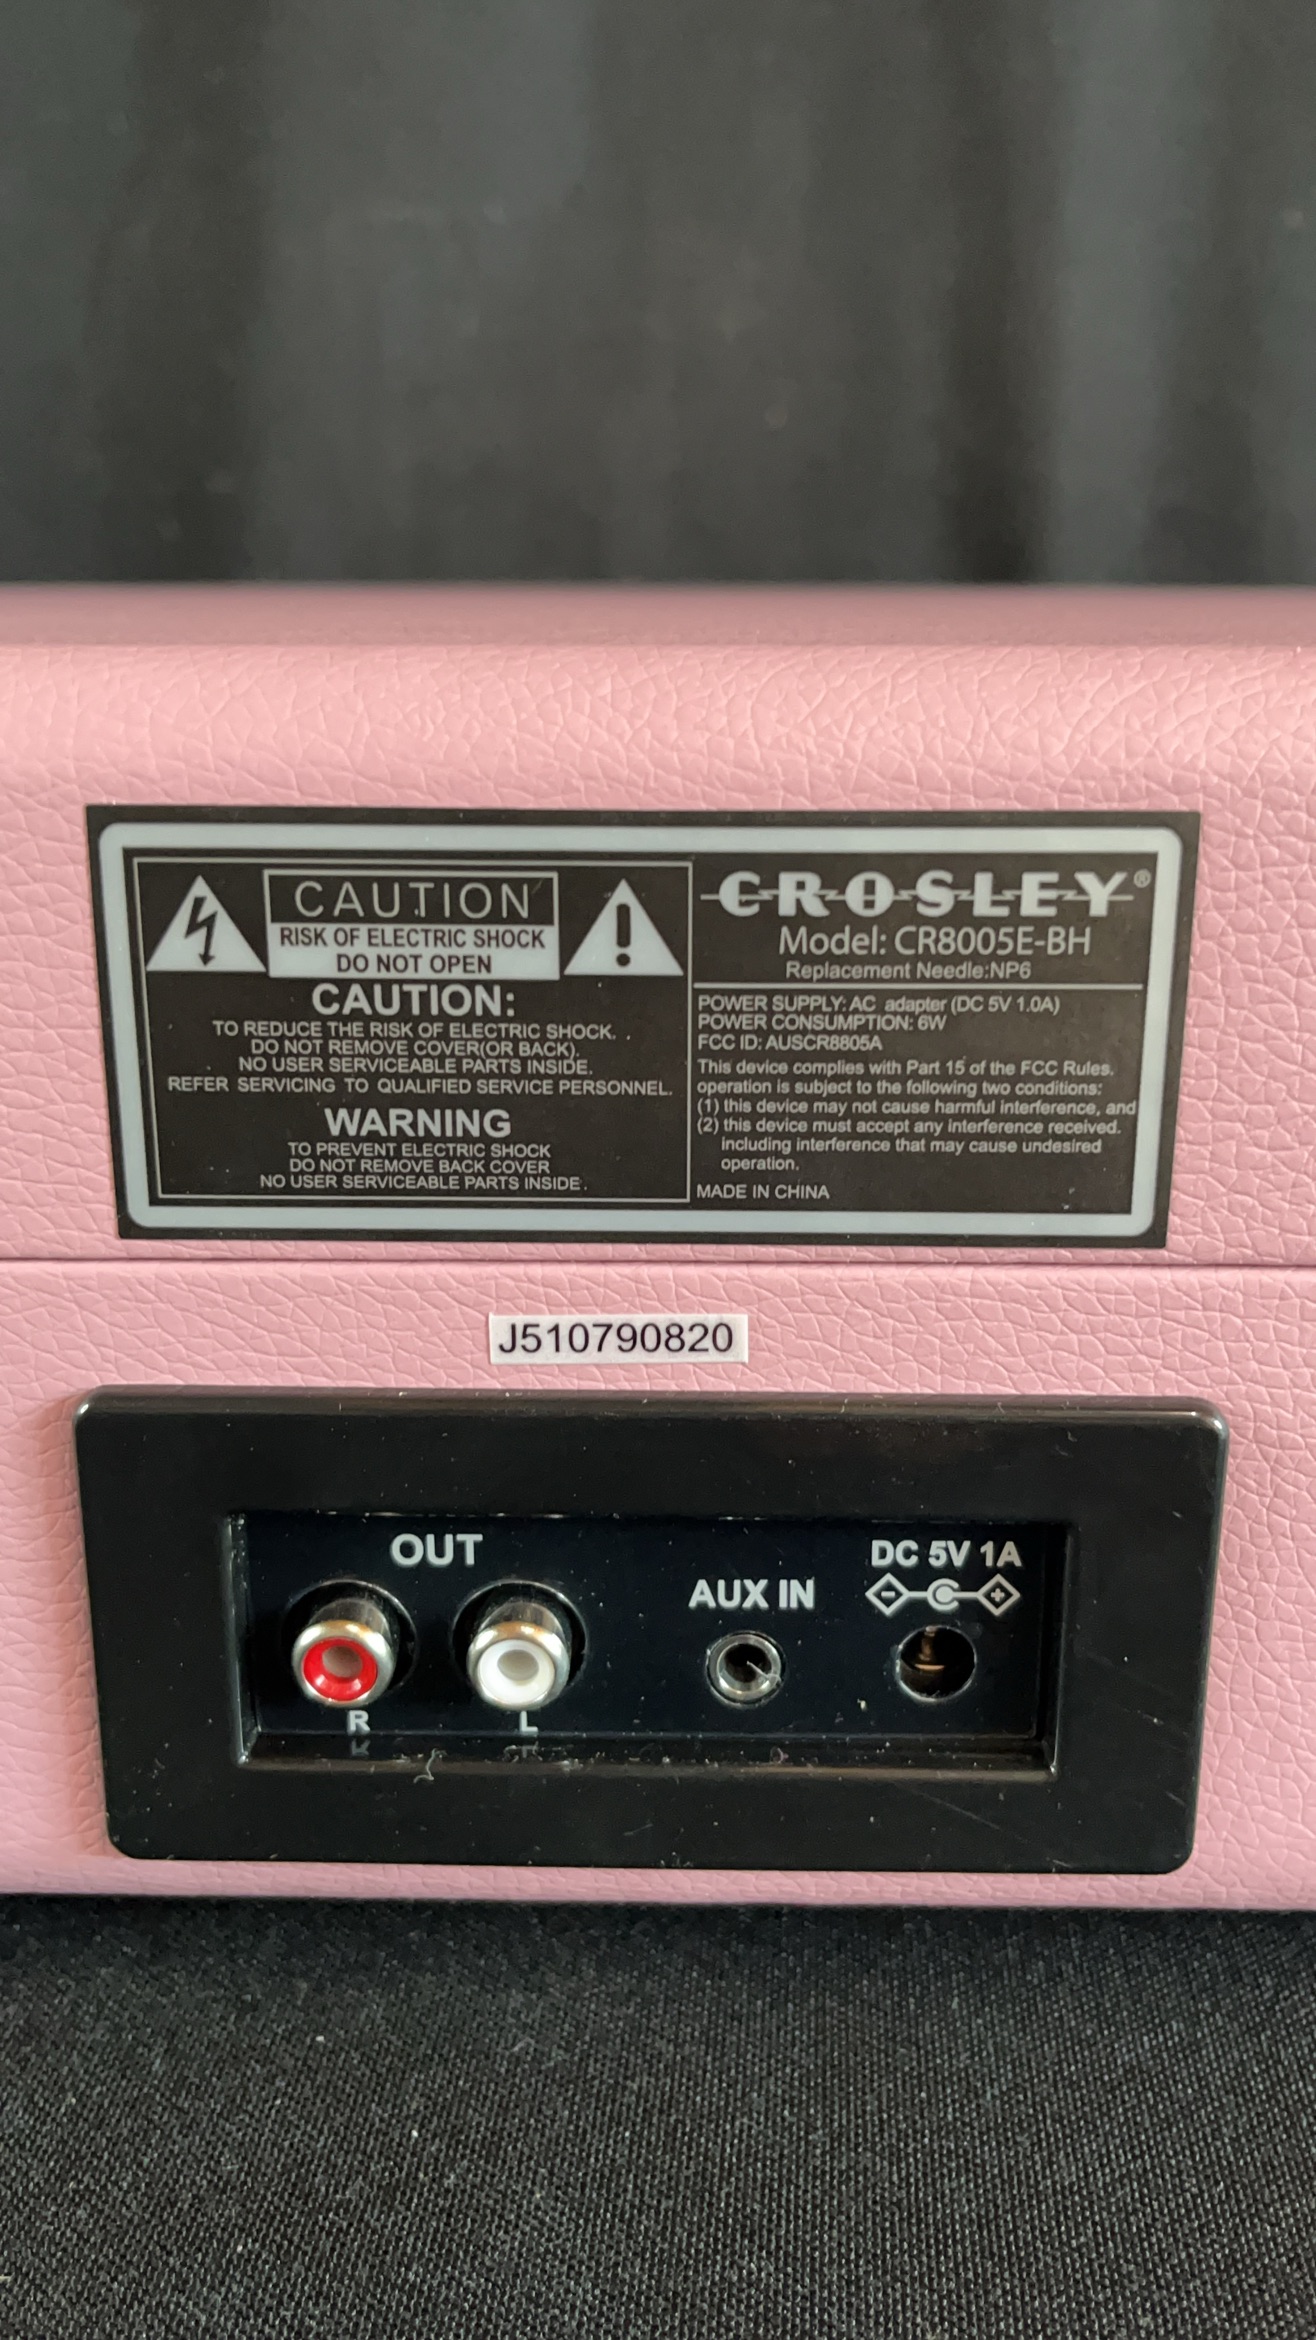 CAUTION
RISK OF ELECTRIC SHOCK
DO NOT OPEN
CAUTION:
TO REDUCE THE RISK OF ELECTRIC SHOCK.
DO NOT REMOVE COVER(OR BACK).
NO USER SERVICEABLE PARTS INSIDE.
REFER SERVICING TO QUALIFIED SERVICE PERSONNEL.
WARNING
TO PREVENT ELECTRIC SHOCK
DO NOT REMOVE BACK COVER
NO USER SERVICEABLE PARTS INSIDE.
CROSLEY®
Model: CR8005E-BH
Replacement Needle:NP6
POWER SUPPLY: AC adapter (DC 5V 1.0A)
POWER CONSUMPTION: 6W
FCC ID: AUSCR8805A
This device complies with Part 15 of the FCC Rules.
operation is subject to the following two conditions:
(1) this device may not cause harmful interference, and
(2) this device must accept any interference received.
including interference that may cause undesired
operation.
MADE IN CHINA
J510790820
OUT
R L
AUX IN
DC 5V 1A
- +